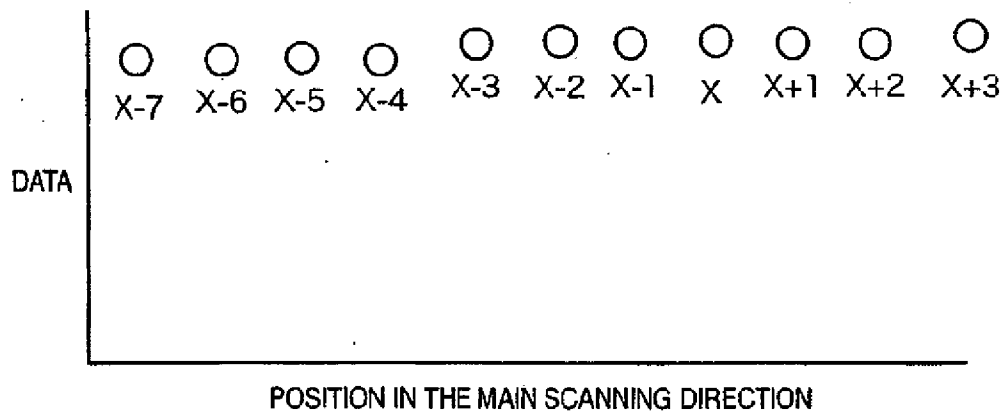 X-7 X-6 X-5 X-4 X-3 X-2 X-1 X X+1 X+2 X+3
DATA
POSITION IN THE MAIN SCANNING DIRECTION